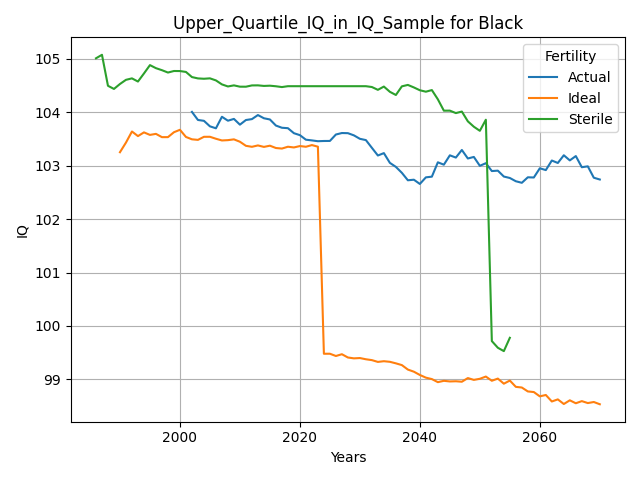 Upper_Quartile_IQ_in_IQ_Sample for Black
Fertility
Actual
Ideal
Sterile
IQ
105
104
103
102
101
100
99
2000
2020
2040
2060
Years